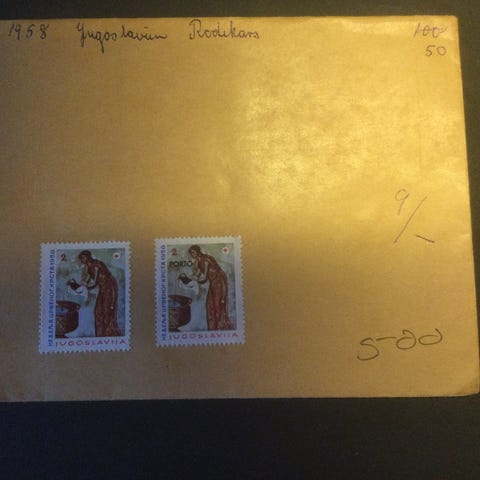 1958 Jugoslavien Rodekors 100
50
9/-
2
НЕДЕЉА ЦРВЕНОГ КРСТА 1958
JUGOSLAVIJA
2
PORTO
НЕДЕЉА ЦРВЕНОГ КРСТА 1958
JUGOSLAVIJA
5-00